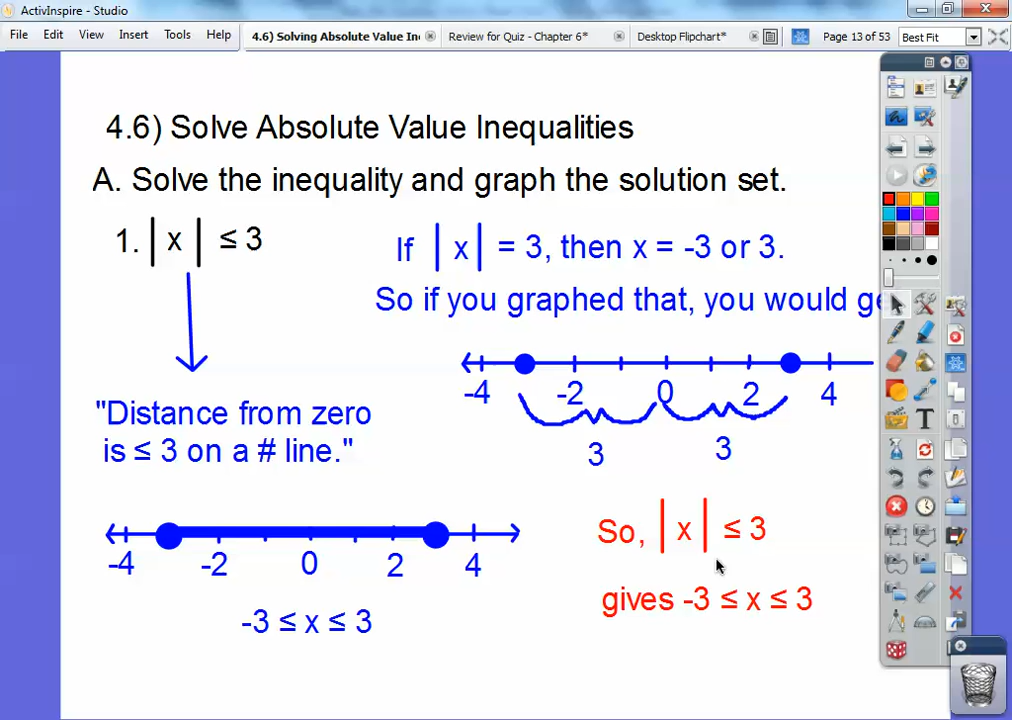 ActivInspire - Studio
File Edit View Insert Tools Help
4.6) Solving Absolute Value In
Review for Quiz - Chapter 6*
Desktop Flipchart*
Page 13 of 53
Best Fit
4.6) Solve Absolute Value Inequalities
A. Solve the inequality and graph the solution set.
1. | x | ≤ 3
If | x | = 3, then x = -3 or 3.
So if you graphed that, you would ge
-4 -2 0 2 4
3 3
"Distance from zero
is ≤ 3 on a # line."
-4 -2 0 2 4
-3 ≤ x ≤ 3
So, | x | ≤ 3
gives -3 ≤ x ≤ 3